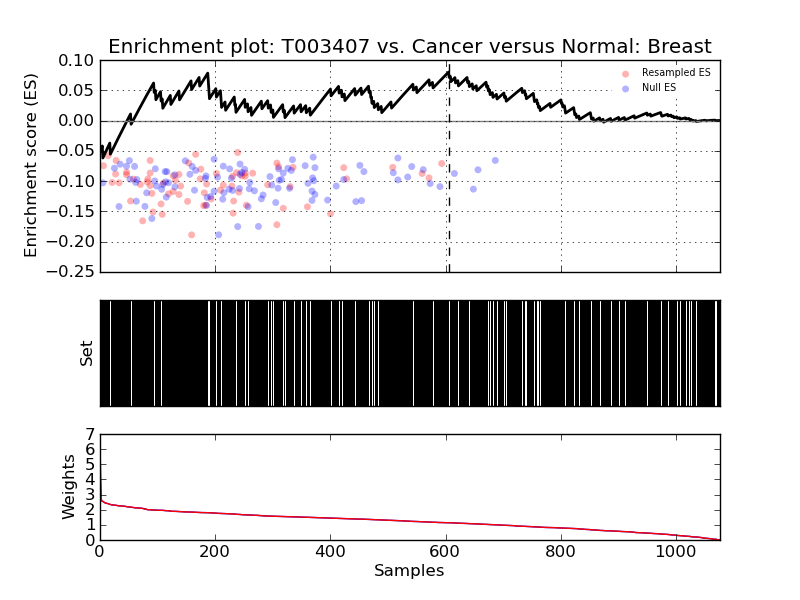 Enrichment plot: T003407 vs. Cancer versus Normal: Breast
0.10
0.05
0.00
−0.05
−0.10
−0.15
−0.20
−0.25
Enrichment score (ES)
Resampled ES
Null ES
Set
7
6
5
4
3
2
1
0
Weights
0 200 400 600 800 1000
Samples